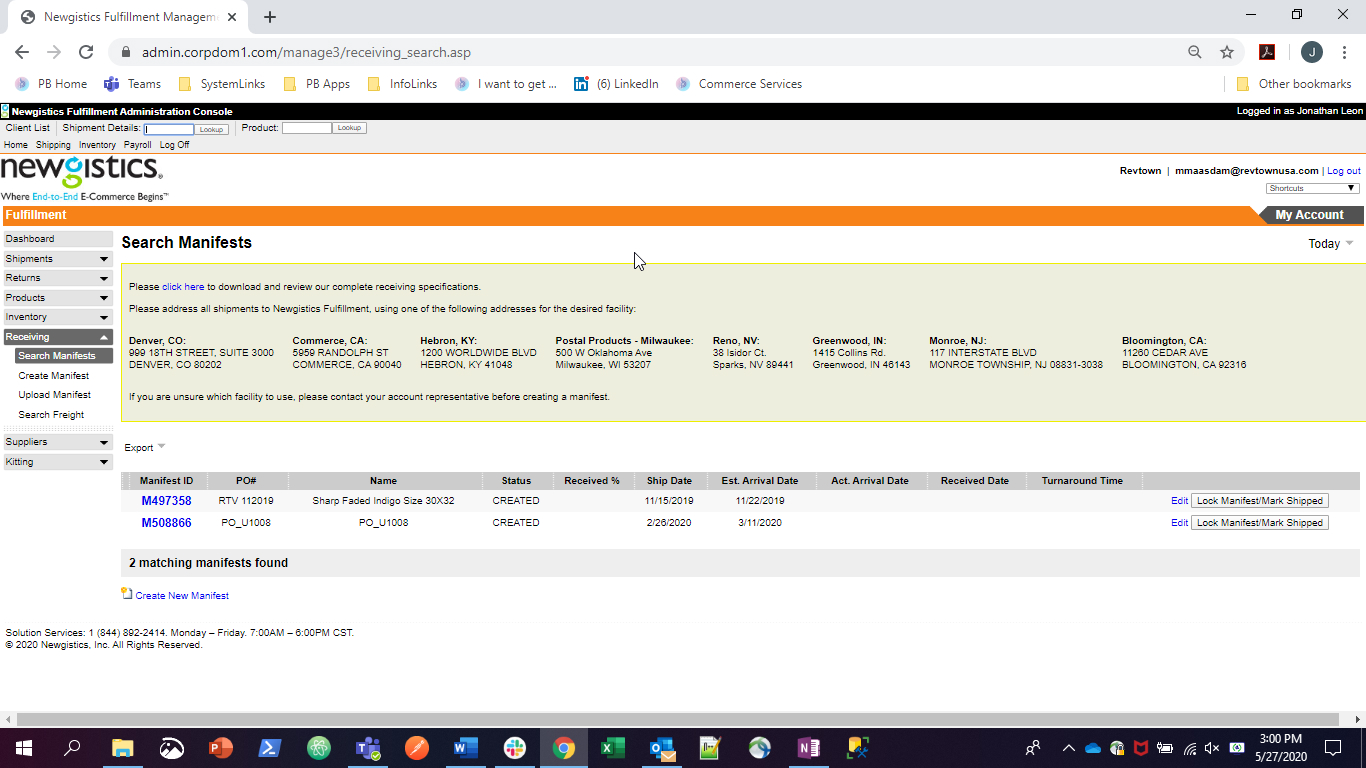 Newgistics Fulfillment Managem
admin.corpdom1.com/manage3/receiving_search.asp
J
PB Home Teams SystemLinks PB Apps InfoLinks I want to get ... (6) LinkedIn Commerce Services Other bookmarks
Newgistics Fulfillment Administration Console Logged in as Jonathan Leon
Client List Shipment Details: Lookup Product: Lookup
Home Shipping Inventory Payroll Log Off
newgistics.
Where End-to-End E-Commerce Begins™
Revtown | mmaasdam@revtownusa.com | Log out
Shortcuts
Fulfillment My Account
Dashboard
Shipments
Returns
Products
Inventory
Receiving
Search Manifests
Create Manifest
Upload Manifest
Search Freight
Suppliers
Kitting
Search Manifests Today
Please click here to download and review our complete receiving specifications.
Please address all shipments to Newgistics Fulfillment, using one of the following addresses for the desired facility:
Denver, CO: Commerce, CA: Hebron, KY: Postal Products - Milwaukee: Reno, NV: Greenwood, IN: Monroe, NJ: Bloomington, CA:
999 18TH STREET, SUITE 3000 5959 RANDOLPH ST 1200 WORLDWIDE BLVD 500 W Oklahoma Ave 38 Isidor Ct. 1415 Collins Rd. 117 INTERSTATE BLVD 11260 CEDAR AVE
DENVER, CO 80202 COMMERCE, CA 90040 HEBRON, KY 41048 Milwaukee, WI 53207 Sparks, NV 89441 Greenwood, IN 46143 MONROE TOWNSHIP, NJ 08831-3038 BLOOMINGTON, CA 92316
If you are unsure which facility to use, please contact your account representative before creating a manifest.
Export
Manifest ID PO# Name Status Received % Ship Date Est. Arrival Date Act. Arrival Date Received Date Turnaround Time
M497358 RTV 112019 Sharp Faded Indigo Size 30X32 CREATED 11/15/2019 11/22/2019 Edit Lock Manifest/Mark Shipped
M508866 PO_U1008 PO_U1008 CREATED 2/26/2020 3/11/2020 Edit Lock Manifest/Mark Shipped
2 matching manifests found
Create New Manifest
Solution Services: 1 (844) 892-2414. Monday – Friday. 7:00AM – 6:00PM CST.
© 2020 Newgistics, Inc. All Rights Reserved.
3:00 PM
5/27/2020